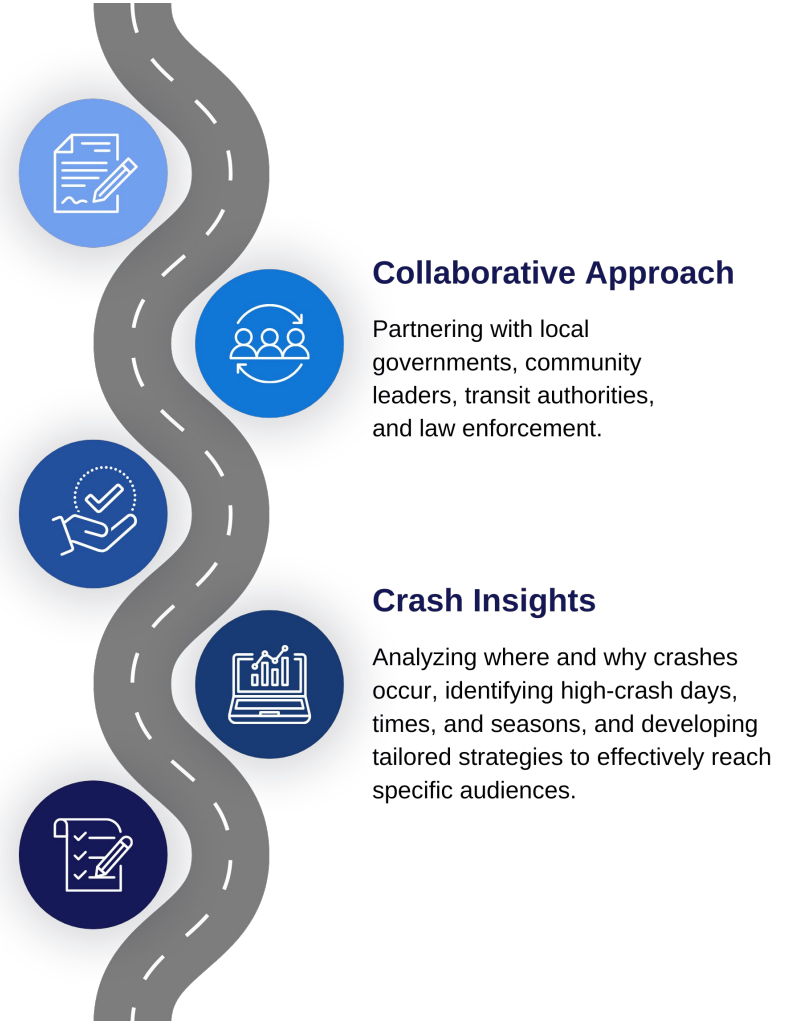 Collaborative Approach
Partnering with local
governments, community
leaders, transit authorities,
and law enforcement.
Crash Insights
Analyzing where and why crashes
occur, identifying high-crash days,
times, and seasons, and developing
tailored strategies to effectively reach
specific audiences.